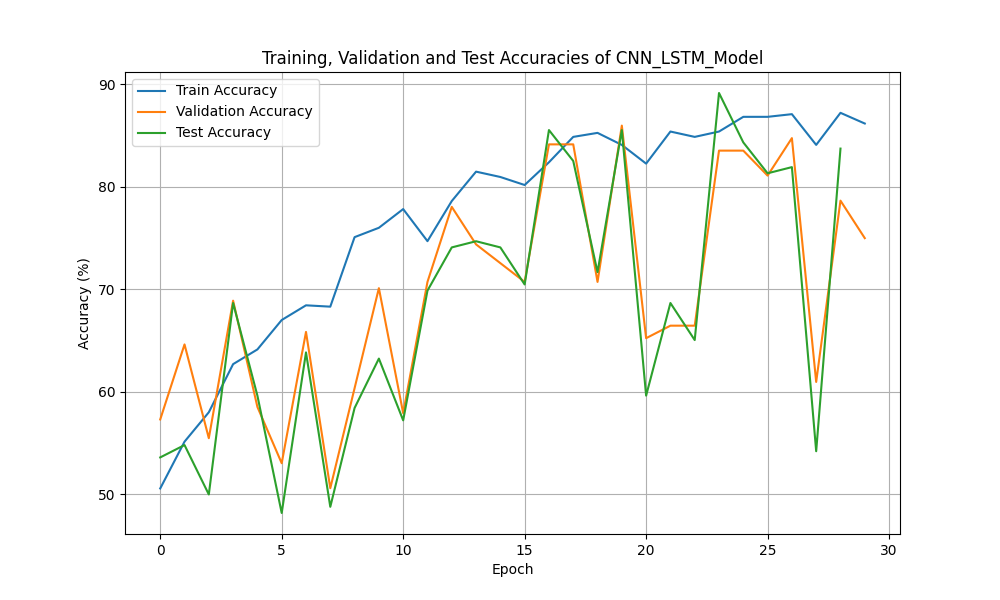 Training, Validation and Test Accuracies of CNN_LSTM_Model
Train Accuracy
Validation Accuracy
Test Accuracy
Accuracy (%)
90
80
70
60
50
0 5 10 15 20 25 30
Epoch